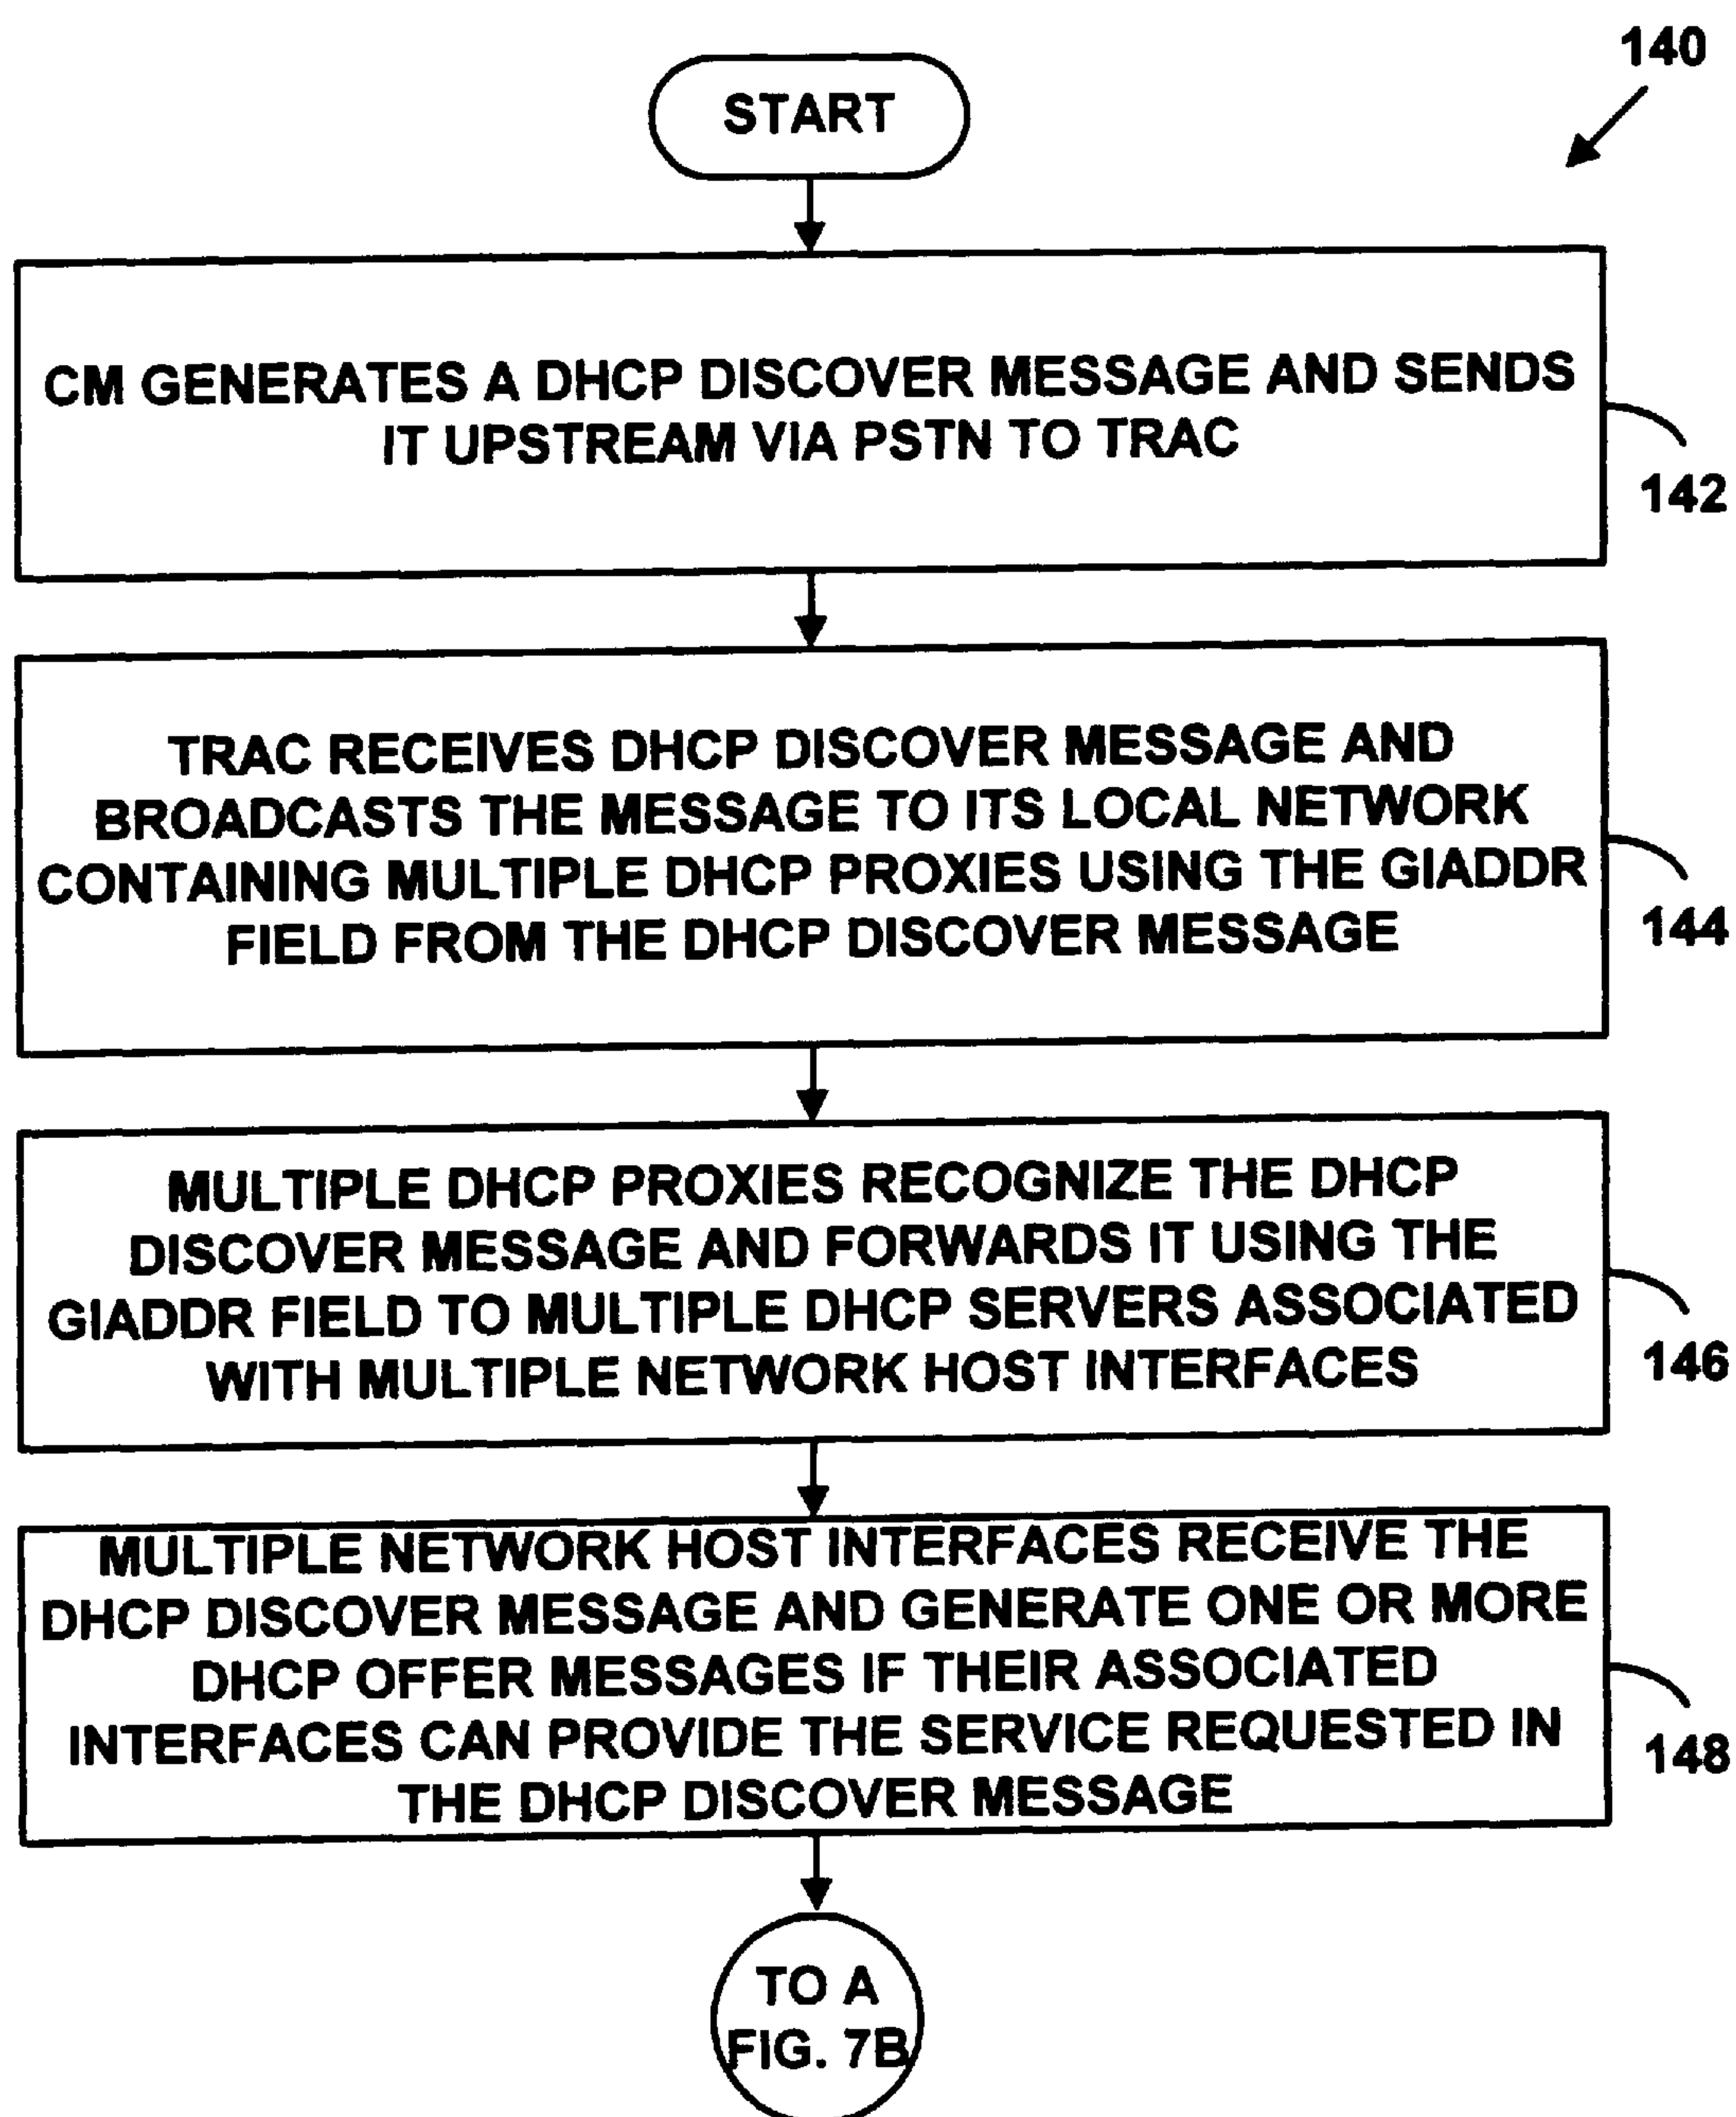 140
START
CM GENERATES A DHCP DISCOVER MESSAGE AND SENDS
IT UPSTREAM VIA PSTN TO TRAC
142
TRAC RECEIVES DHCP DISCOVER MESSAGE AND
BROADCASTS THE MESSAGE TO ITS LOCAL NETWORK
CONTAINING MULTIPLE DHCP PROXIES USING THE GIADDR
FIELD FROM THE DHCP DISCOVER MESSAGE
144
MULTIPLE DHCP PROXIES RECOGNIZE THE DHCP
DISCOVER MESSAGE AND FORWARDS IT USING THE
GIADDR FIELD TO MULTIPLE DHCP SERVERS ASSOCIATED
WITH MULTIPLE NETWORK HOST INTERFACES
146
MULTIPLE NETWORK HOST INTERFACES RECEIVE THE
DHCP DISCOVER MESSAGE AND GENERATE ONE OR MORE
DHCP OFFER MESSAGES IF THEIR ASSOCIATED
INTERFACES CAN PROVIDE THE SERVICE REQUESTED IN
THE DHCP DISCOVER MESSAGE
148
TO A
FIG. 7B